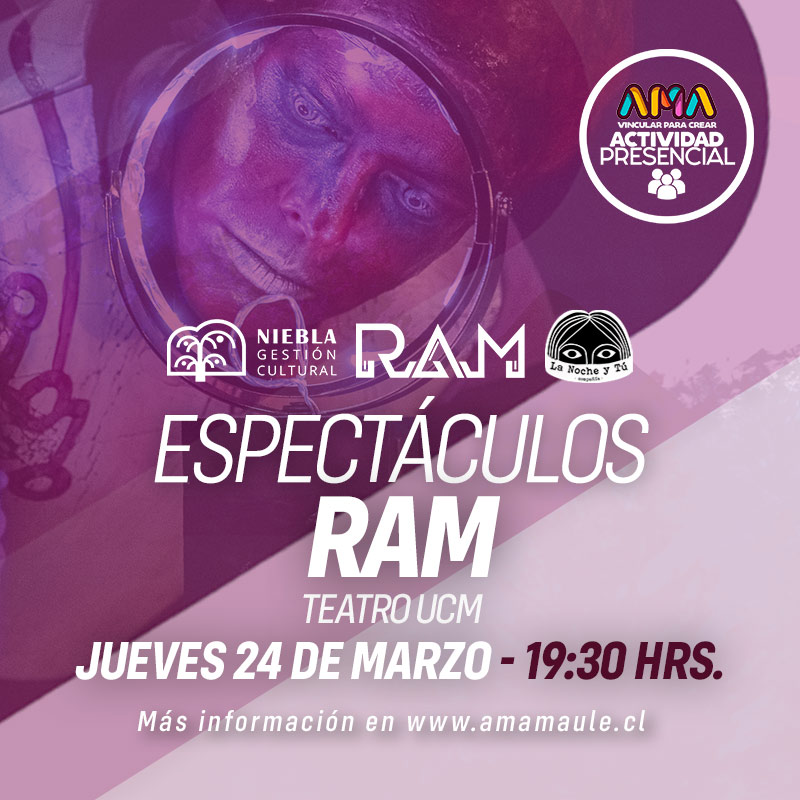 AMA
VINCULAR PARA CREAR
ACTIVIDAD
PRESENCIAL
NIEBLA
GESTIÓN
CULTURAL
RAM
La Noche y Tú
compañía
ESPECTÁCULOS
RAM
TEATRO UCM
JUEVES 24 DE MARZO - 19:30 HRS.
Más información en www.amamaule.cl